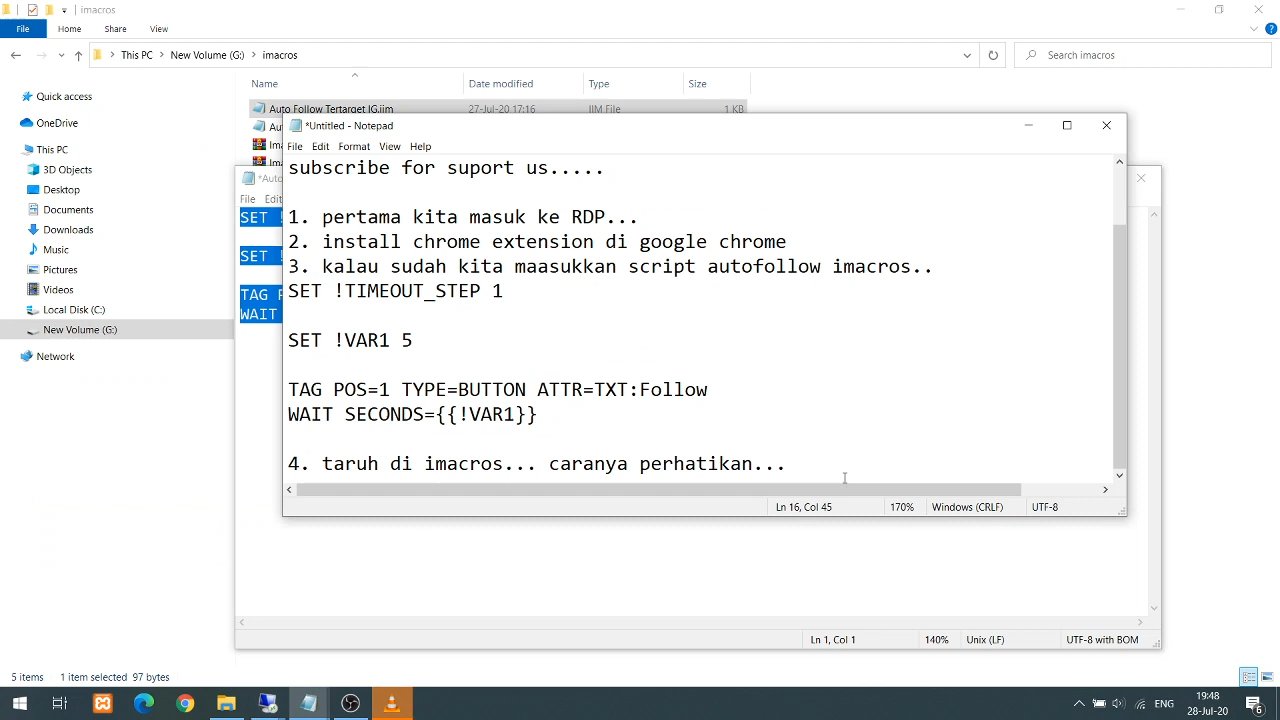 imacros
File
Home
Share
View
This PC
New Volume (G:)
imacros
Search imacros
Name
Date modified
Type
Size
Quick access
OneDrive
This PC
3D Objects
Desktop
Documents
Downloads
Music
Pictures
Videos
Local Disk (C:)
New Volume (G:)
Network
Auto Follow Tertarget IG.iim
27-Jul-20 17:16
IIM File
1 KB
*Untitled - Notepad
File Edit Format View Help
subscribe for suport us.....
1. pertama kita masuk ke RDP...
2. install chrome extension di google chrome
3. kalau sudah kita maasukkan script autofollow imacros..
SET !TIMEOUT_STEP 1
SET !VAR1 5
TAG POS=1 TYPE=BUTTON ATTR=TXT:Follow
WAIT SECONDS={{!VAR1}}
4. taruh di imacros... caranya perhatikan...
Ln 16, Col 45
170%
Windows (CRLF)
UTF-8
*Auto
File Edit
SET !
SET !
TAG P
WAIT
Ln 1, Col 1
140%
Unix (LF)
UTF-8 with BOM
5 items
1 item selected 97 bytes
ENG
19:48
28-Jul-20
6